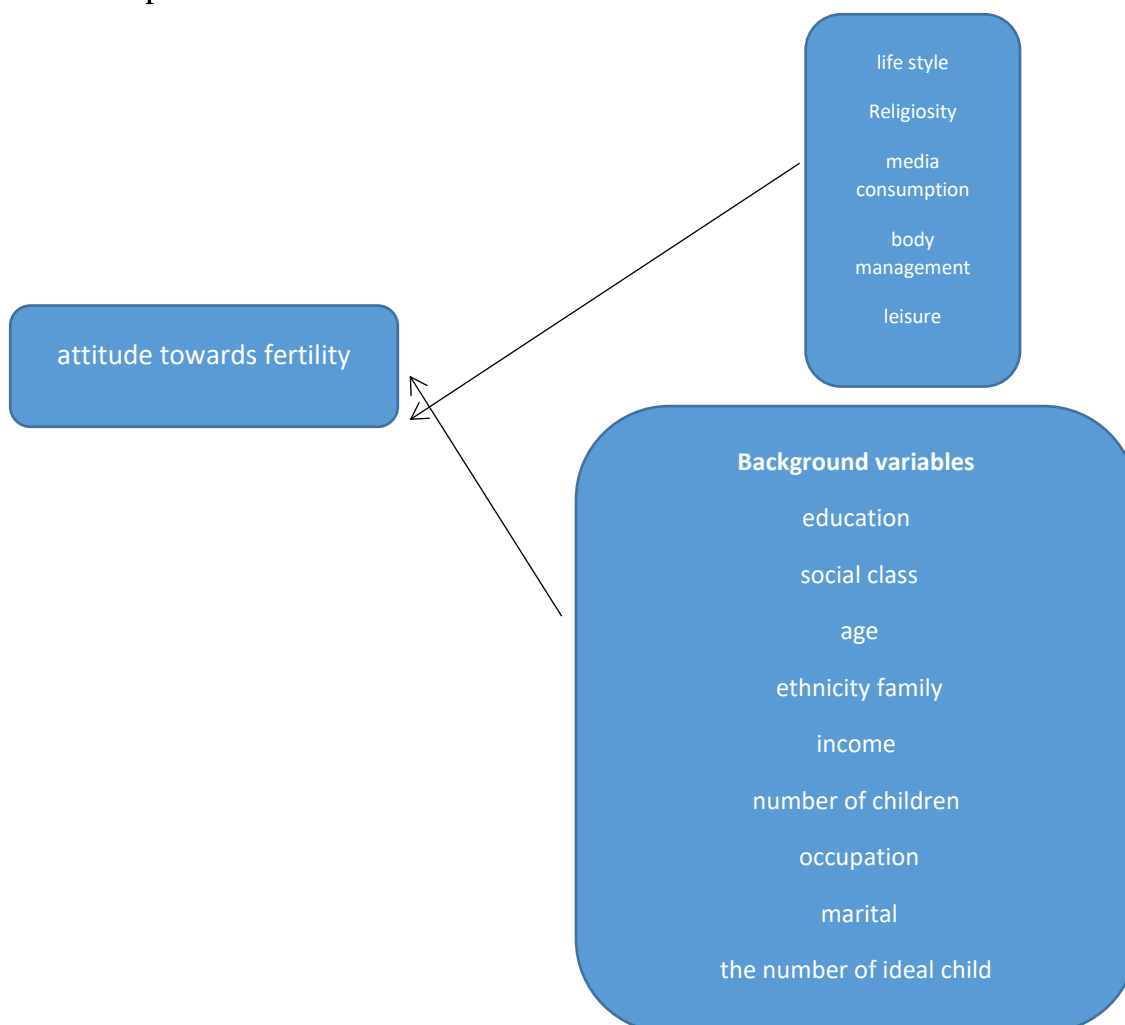 life style
Religiosity
media
consumption
body
management
leisure
attitude towards fertility
Background variables
education
social class
age
ethnicity family
income
number of children
occupation
marital
the number of ideal child